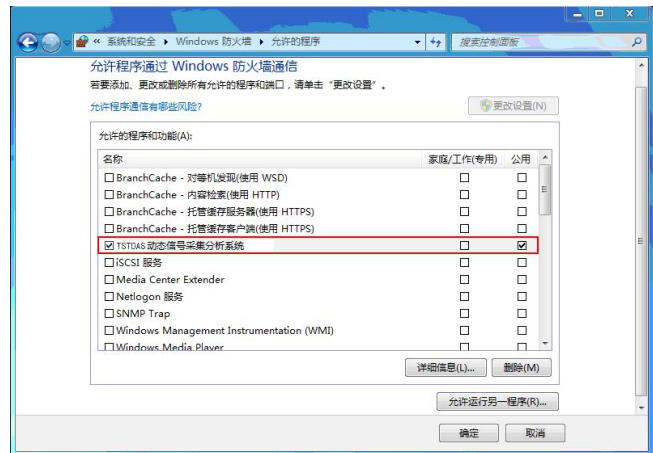 « 系统和安全 ▸ Windows 防火墙 ▸ 允许的程序
搜索控制面板
允许程序通过 Windows 防火墙通信
若要添加、更改或删除所有允许的程序和端口，请单击“更改设置”。
允许程序通信有哪些风险?
更改设置(N)
允许的程序和功能(A):
名称 家庭/工作(专用) 公用
BranchCache - 对等机发现(使用 WSD)
BranchCache - 内容检索(使用 HTTP)
BranchCache - 托管缓存服务器(使用 HTTPS)
BranchCache - 托管缓存客户端(使用 HTTPS)
TSTDAS 动态信号采集分析系统
iSCSI 服务
Media Center Extender
Netlogon 服务
SNMP Trap
Windows Management Instrumentation (WMI)
Windows Media Player
详细信息(L)... 删除(M)
允许运行另一程序(R)...
确定 取消